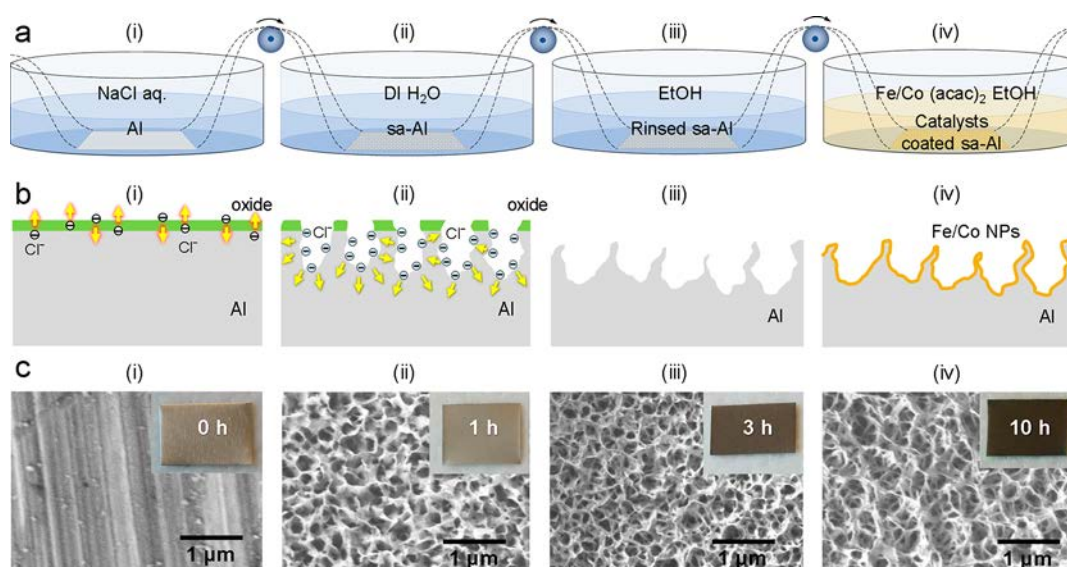 a
(i)
(ii)
(iii)
(iv)
NaCl aq.
Al
DI H₂O
sa-Al
EtOH
Rinsed sa-Al
Fe/Co (acac)₂ EtOH
Catalysts
coated sa-Al
b
(i)
(ii)
(iii)
(iv)
oxide
Cl⁻
Cl⁻
Al
oxide
Cl⁻
Cl⁻
Al
Al
Fe/Co NPs
Al
c
(i)
(ii)
(iii)
(iv)
0 h
1 µm
1 h
1 µm
3 h
1 µm
10 h
1 µm